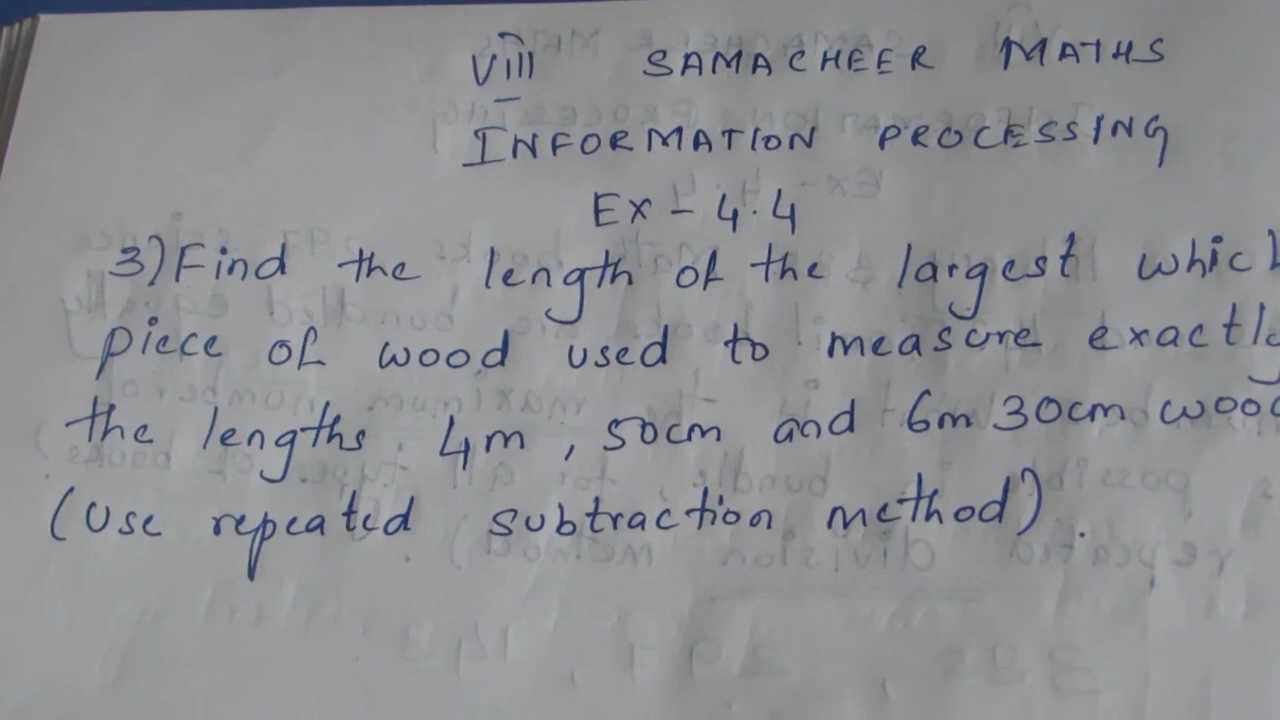 VIII SAMACHEER MATHS
INFORMATION PROCESSING
Ex - 4.4
3) Find the length of the largest which
piece of wood used to measure exactly
the lengths 4m, 50cm and 6m 30cm wood
(Use repeated subtraction method).